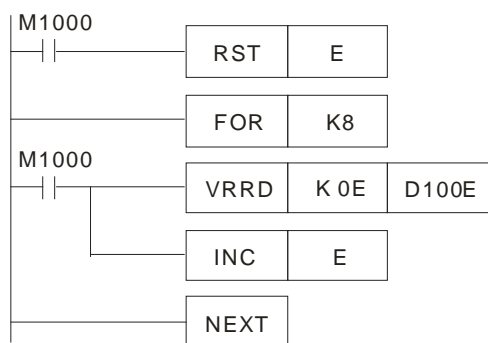 M1000
RST E
FOR K8
M1000
VRRD K 0E D100E
INC E
NEXT